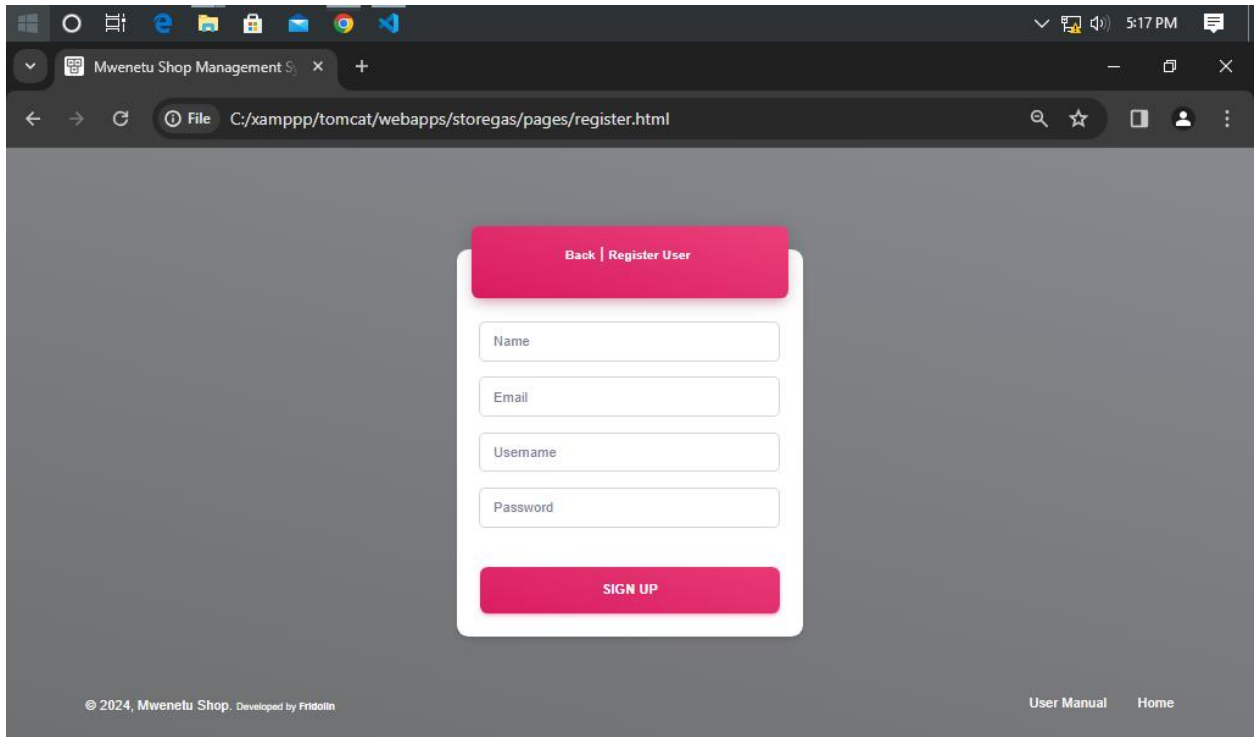 5:17 PM
Mwenetu Shop Management Sy
File C:/xamppp/tomcat/webapps/storegas/pages/register.html
Back | Register User
Name
Email
Username
Password
SIGN UP
© 2024, Mwenetu Shop. Developed by Fridolin
User Manual Home